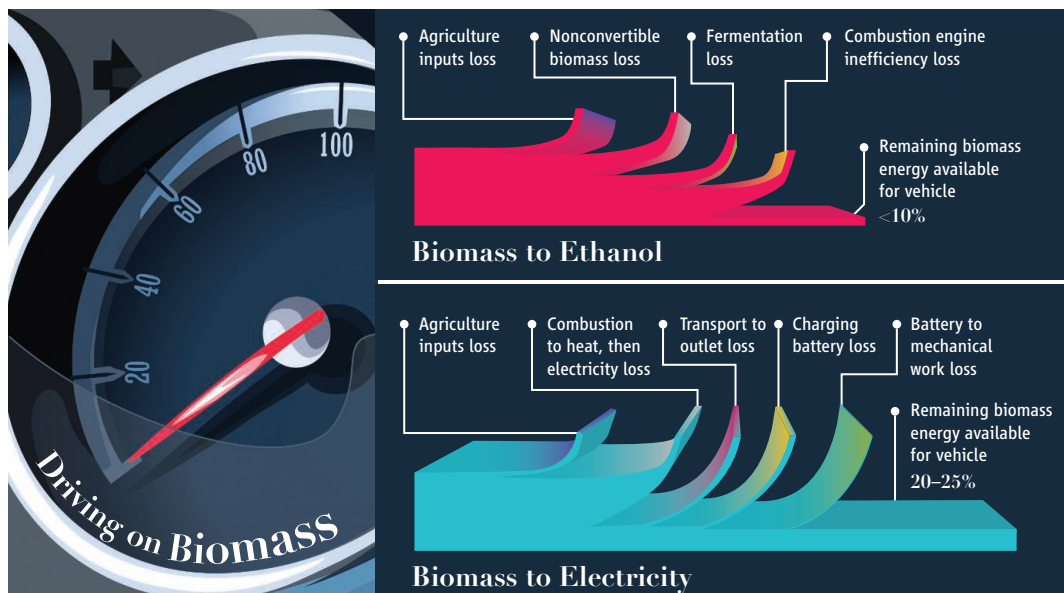 100
80
60
40
20
Driving on Biomass
Agriculture
inputs loss
Nonconvertible
biomass loss
Fermentation
loss
Combustion engine
inefficiency loss
Remaining biomass
energy available
for vehicle
<10%
Biomass to Ethanol
Agriculture
inputs loss
Combustion
to heat, then
electricity loss
Transport to
outlet loss
Charging
battery loss
Battery to
mechanical
work loss
Remaining biomass
energy available
for vehicle
20–25%
Biomass to Electricity